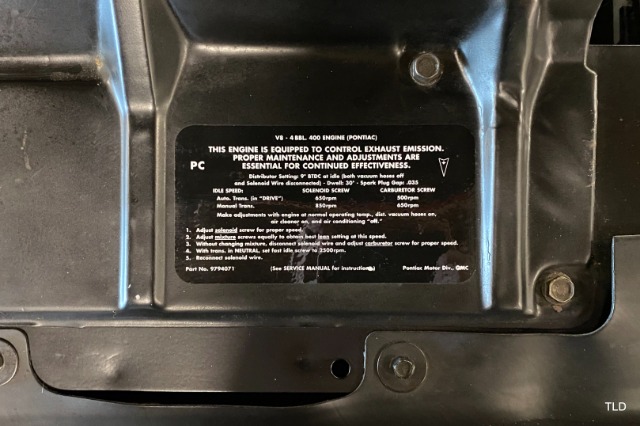 V8 - 4 BBL. 400 ENGINE (PONTIAC)
THIS ENGINE IS EQUIPPED TO CONTROL EXHAUST EMISSION.
PROPER MAINTENANCE AND ADJUSTMENTS ARE
ESSENTIAL FOR CONTINUED EFFECTIVENESS.
PC
Distributor Setting: 9° BTDC at idle (both vacuum hoses off
and Solenoid Wire disconnected) - Dwell: 30° - Spark Plug Gap: .035
IDLE SPEED: SOLENOID SCREW CARBURETOR SCREW
Auto. Trans. (in "DRIVE") 650rpm 500rpm
Manual Trans. 850rpm 650rpm
Make adjustments with engine at normal operating temp., dist. vacuum hoses on,
air cleaner on, and air conditioning "off."
1. Adjust solenoid screw for proper speed.
2. Adjust mixture screws equally to obtain best lean setting at this speed.
3. Without changing mixture, disconnect solenoid wire and adjust carburetor screw for proper speed.
4. With trans. in NEUTRAL, set fast idle screw to 2500rpm.
5. Reconnect solenoid wire.
Part No. 9794071 (See SERVICE MANUAL for instructions) Pontiac Motor Div., GMC
TLD